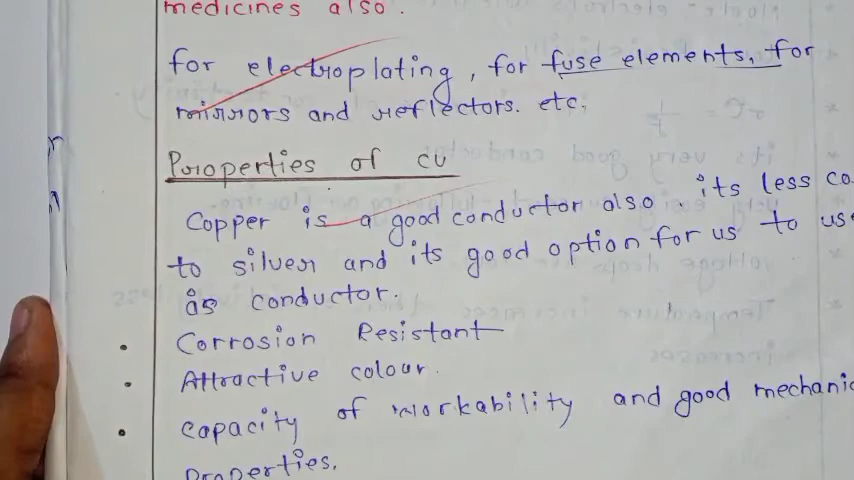 medicines also.
for electroplating, for fuse elements, for
mirrors and reflectors. etc.
Properties of cu
Copper is a good conductor also. its less co
to silver and its good option for us to us
as conductor.
• Corrosion Resistant
• Attractive colour.
• Capacity of workability and good mechanic
Properties.